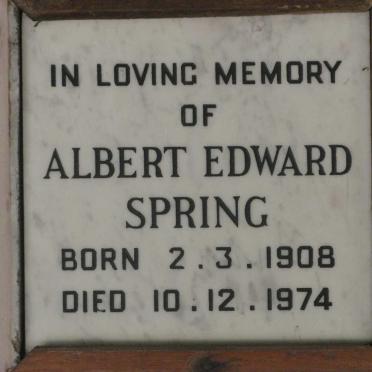 IN LOVING MEMORY
OF
ALBERT EDWARD
SPRING
BORN 2.3.1908
DIED 10.12.1974